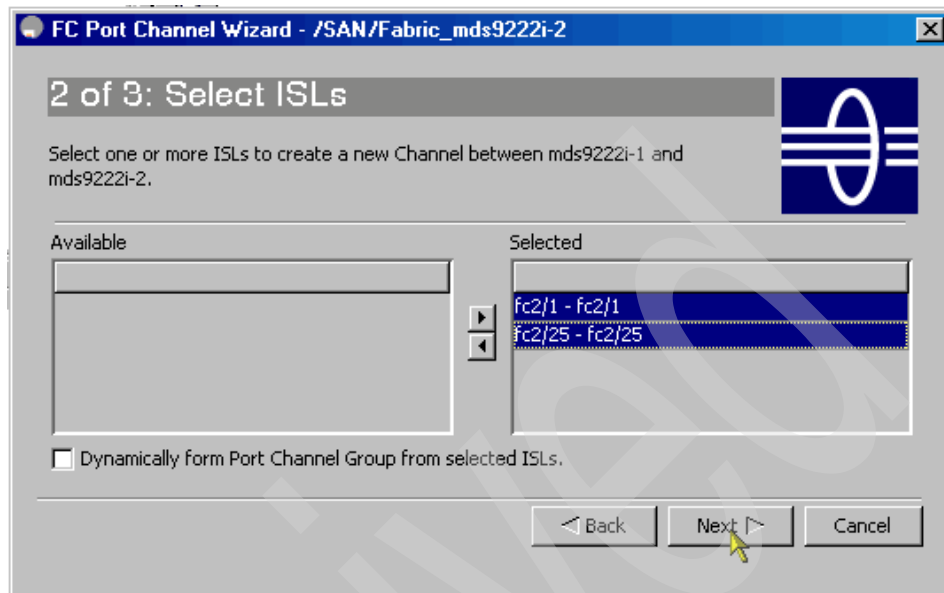 FC Port Channel Wizard - /SAN/Fabric_mds9222i-2
2 of 3: Select ISLs
Select one or more ISLs to create a new Channel between mds9222i-1 and
mds9222i-2.
Available
Selected
fc2/1 - fc2/1
fc2/25 - fc2/25
Dynamically form Port Channel Group from selected ISLs.
Back
Next
Cancel